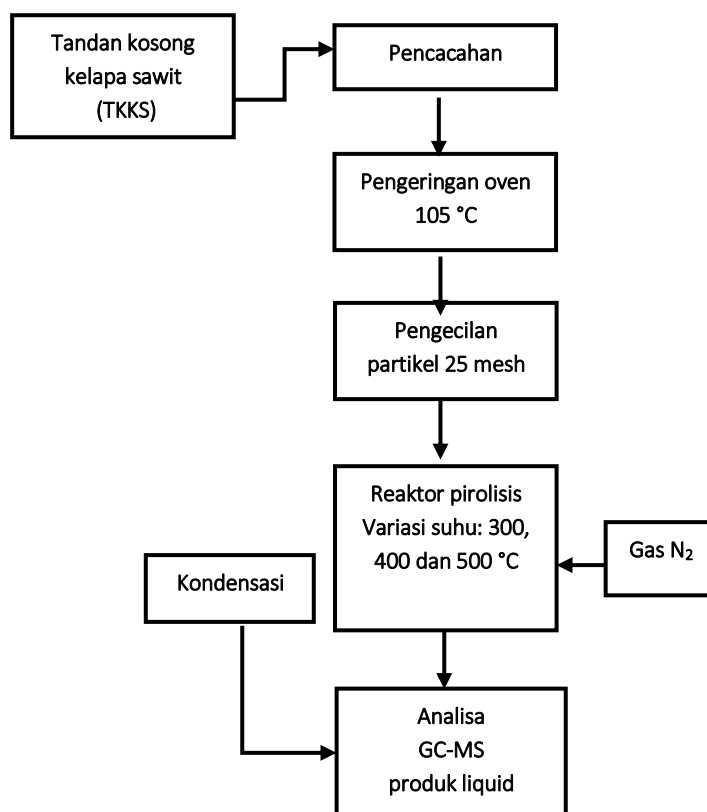 Tandan kosong
kelapa sawit
(TKKS)
Pencacahan
Pengeringan oven
105 °C
Pengecilan
partikel 25 mesh
Reaktor pirolisis
Variasi suhu: 300,
400 dan 500 °C
Gas N₂
Kondensasi
Analisa
GC-MS
produk liquid